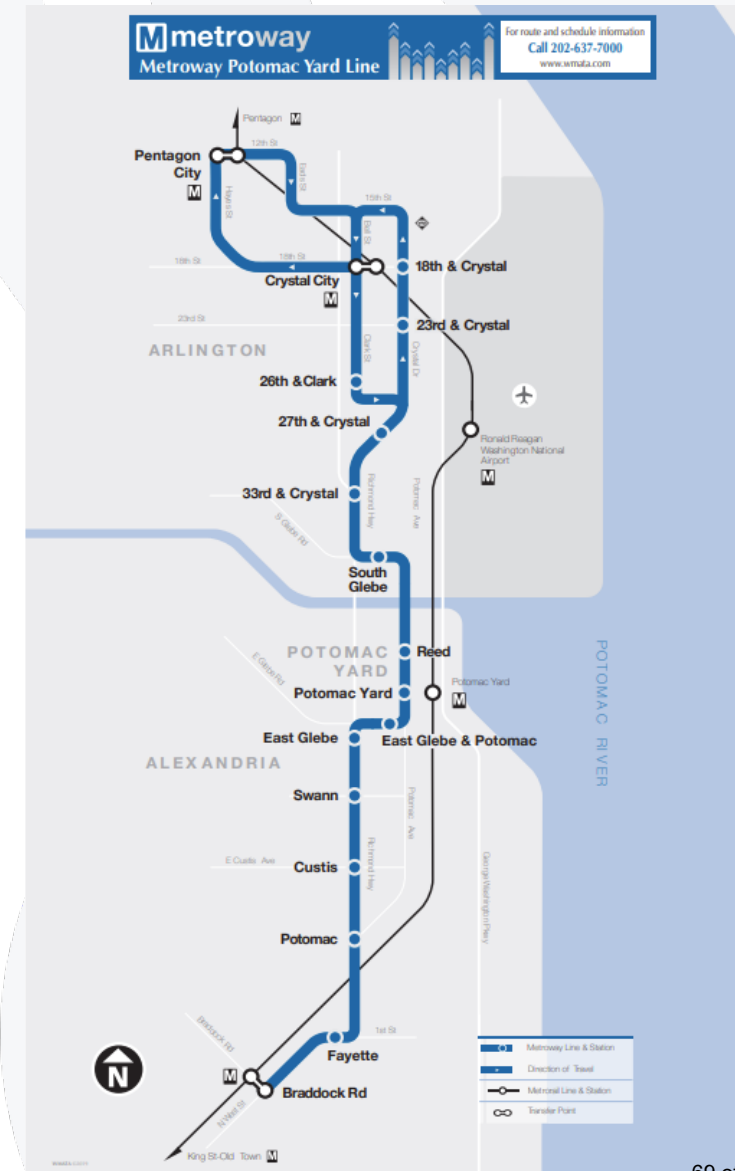 M metroway
Metroway Potomac Yard Line
For route and schedule information
Call 202-637-7000
www.wmata.com
Pentagon M
12th St
Pentagon
City
M
Eads St
Hayes St
15th St
Bell St
18th St
18th St
Crystal City
M
18th & Crystal
23rd St
23rd & Crystal
ARLINGTON
Clark St
Crystal Dr
26th &Clark
27th & Crystal
Ronald Reagan
Washington National
Airport
M
33rd & Crystal
Richmond Hwy
Potomac Ave
S Glebe Rd
South
Glebe
POTOMAC
YARD
Reed
E Glebe Rd
Potomac Yard
Potomac Yard
M
POTOMAC RIVER
East Glebe
East Glebe & Potomac
ALEXANDRIA
Swann
Potomac Ave
E Custis Ave
Custis
Richmond Hwy
George Washington Pkwy
Potomac
Braddock Rd
1st St
Fayette
N
M
Braddock Rd
N West St
King St-Old Town M
Metroway Line & Station
Direction of Travel
Metrorail Line & Station
Transfer Point